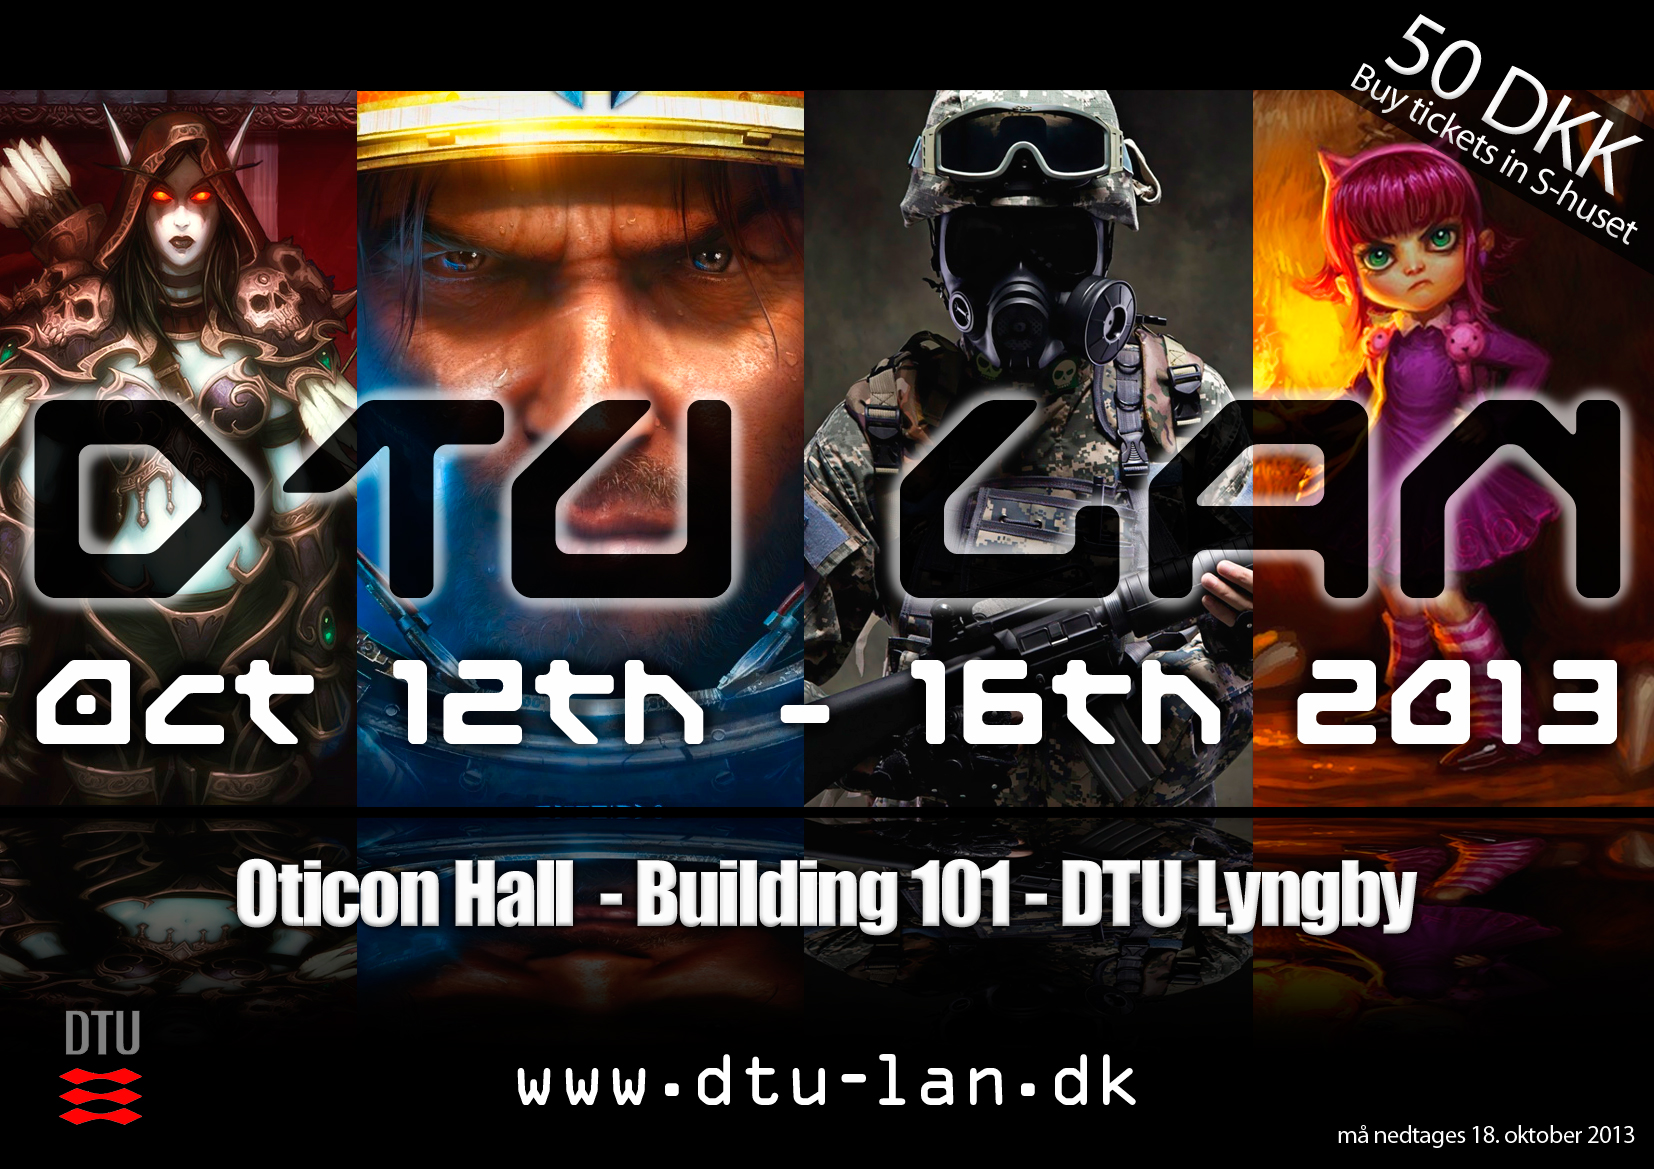 50 DKK
Buy tickets in S-huset
DTU LAN
Oct 12th - 16th 2013
Oticon Hall - Building 101 - DTU Lyngby
DTU
www.dtu-lan.dk
må nedtages 18. oktober 2013